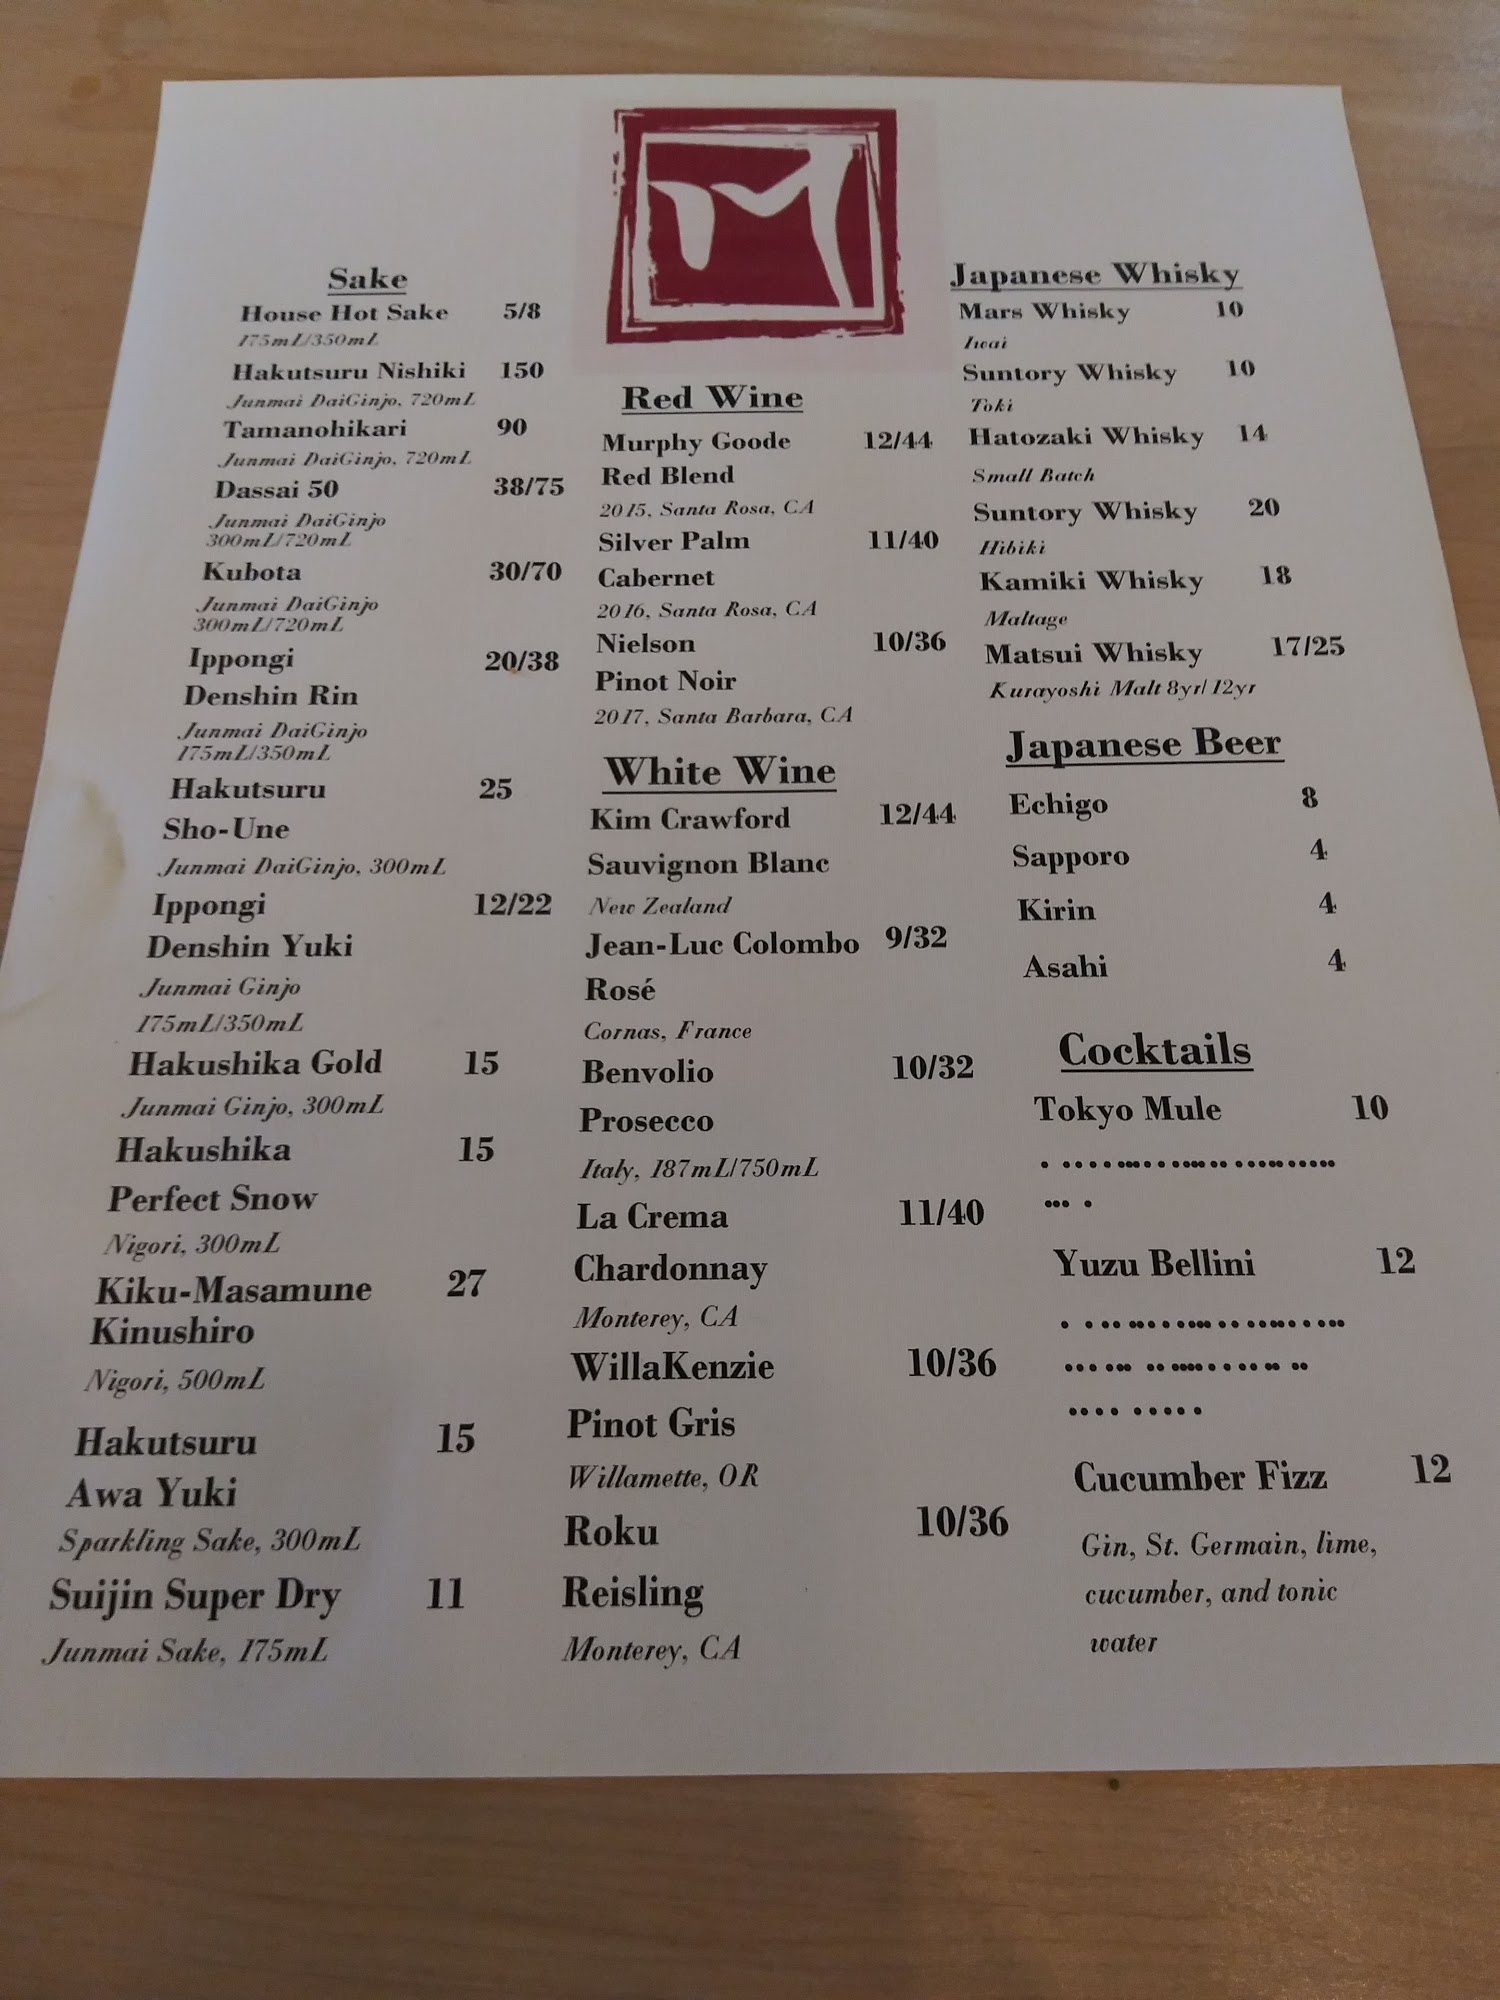 Sake
House Hot Sake 5/8
175mL/350mL
Hakutsuru Nishiki 150
Junmai DaiGinjo, 720mL
Tamanohikari 90
Junmai DaiGinjo, 720mL
Dassai 50 38/75
Junmai DaiGinjo
300mL/720mL
Kubota 30/70
Junmai DaiGinjo
300mL/720mL
Ippongi 20/38
Denshin Rin
Junmai DaiGinjo
175mL/350mL
Hakutsuru 25
Sho-Une
Junmai DaiGinjo, 300mL
Ippongi 12/22
Denshin Yuki
Junmai Ginjo
175mL/350mL
Hakushika Gold 15
Junmai Ginjo, 300mL
Hakushika 15
Perfect Snow
Nigori, 300mL
Kiku-Masamune 27
Kinushiro
Nigori, 500mL
Hakutsuru 15
Awa Yuki
Sparkling Sake, 300mL
Suijin Super Dry 11
Junmai Sake, 175mL
M
Red Wine
Murphy Goode 12/44
Red Blend
2015, Santa Rosa, CA
Silver Palm 11/40
Cabernet
2016, Santa Rosa, CA
Nielson 10/36
Pinot Noir
2017, Santa Barbara, CA
White Wine
Kim Crawford 12/44
Sauvignon Blanc
New Zealand
Jean-Luc Colombo 9/32
Rosé
Cornas, France
Benvolio 10/32
Prosecco
Italy, 187mL/750mL
La Crema 11/40
Chardonnay
Monterey, CA
WillaKenzie 10/36
Pinot Gris
Willamette, OR
Roku 10/36
Reisling
Monterey, CA
Japanese Whisky
Mars Whisky 10
Iwai
Suntory Whisky 10
Toki
Hatozaki Whisky 14
Small Batch
Suntory Whisky 20
Hibiki
Kamiki Whisky 18
Maltage
Matsui Whisky 17/25
Kurayoshi Malt 8yr/12yr
Japanese Beer
Echigo 8
Sapporo 4
Kirin 4
Asahi 4
Cocktails
Tokyo Mule 10
Yuzu Bellini 12
Cucumber Fizz 12
Gin, St. Germain, lime,
cucumber, and tonic
water